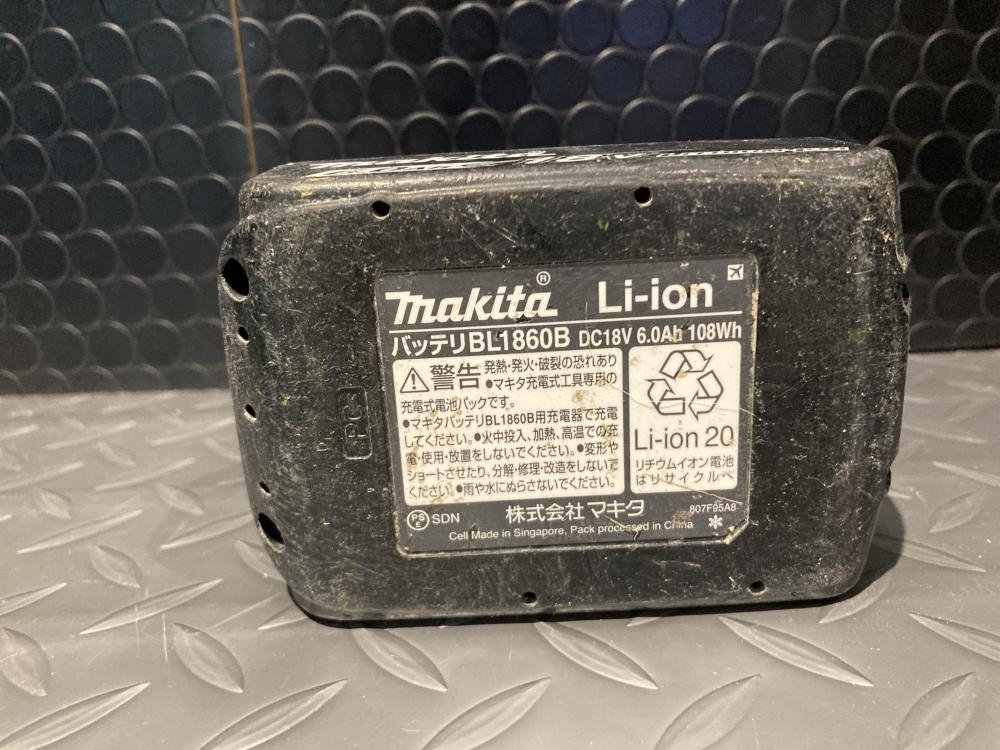 makita® Li-ion
バッテリBL1860B DC18V 6.0Ah 108Wh
警告 発熱・発火・破裂の恐れあり
●マキタ充電式工具専用の
充電式電池パックです。
●マキタバッテリBL1860B用充電器で充電
してください。●火中投入、加熱、高温での充
電・使用・放置をしないでください。●変形や
ショートさせたり、分解・修理・改造をしないで
ください。●雨や水にぬらさないでください。
Li-ion 20
リチウムイオン電池
はリサイクルへ
PS
E
SDN 株式会社 マキタ 807F95A8
Cell Made in Singapore, Pack processed in China *